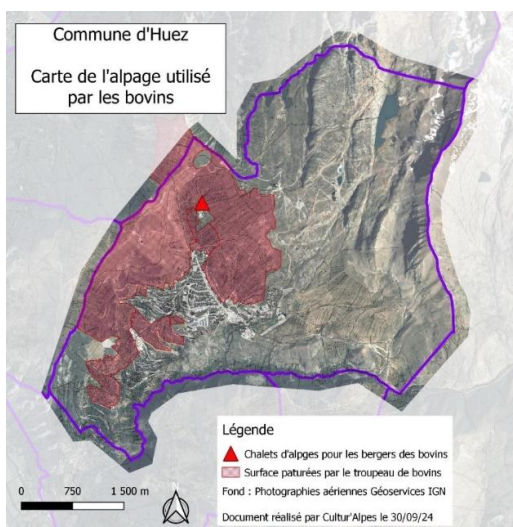 Commune d'Huez
Carte de l'alpage utilisé
par les bovins
Légende
Chalets d'alpges pour les bergers des bovins
Surface paturées par le troupeau de bovins
Fond : Photographies aériennes Géoservices IGN
Document réalisé par Cultur'Alpes le 30/09/24
0 750 1 500 m